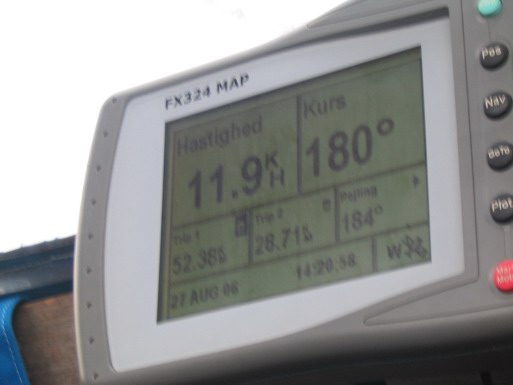 FX324 MAP
Hastighed
11.9 KH
Kurs
180°
Trip 1
52.38
Trip 2
28.71
Pejling
184°
27 AUG 06
14:20:58
Pos
Nav
GoTo
Plot